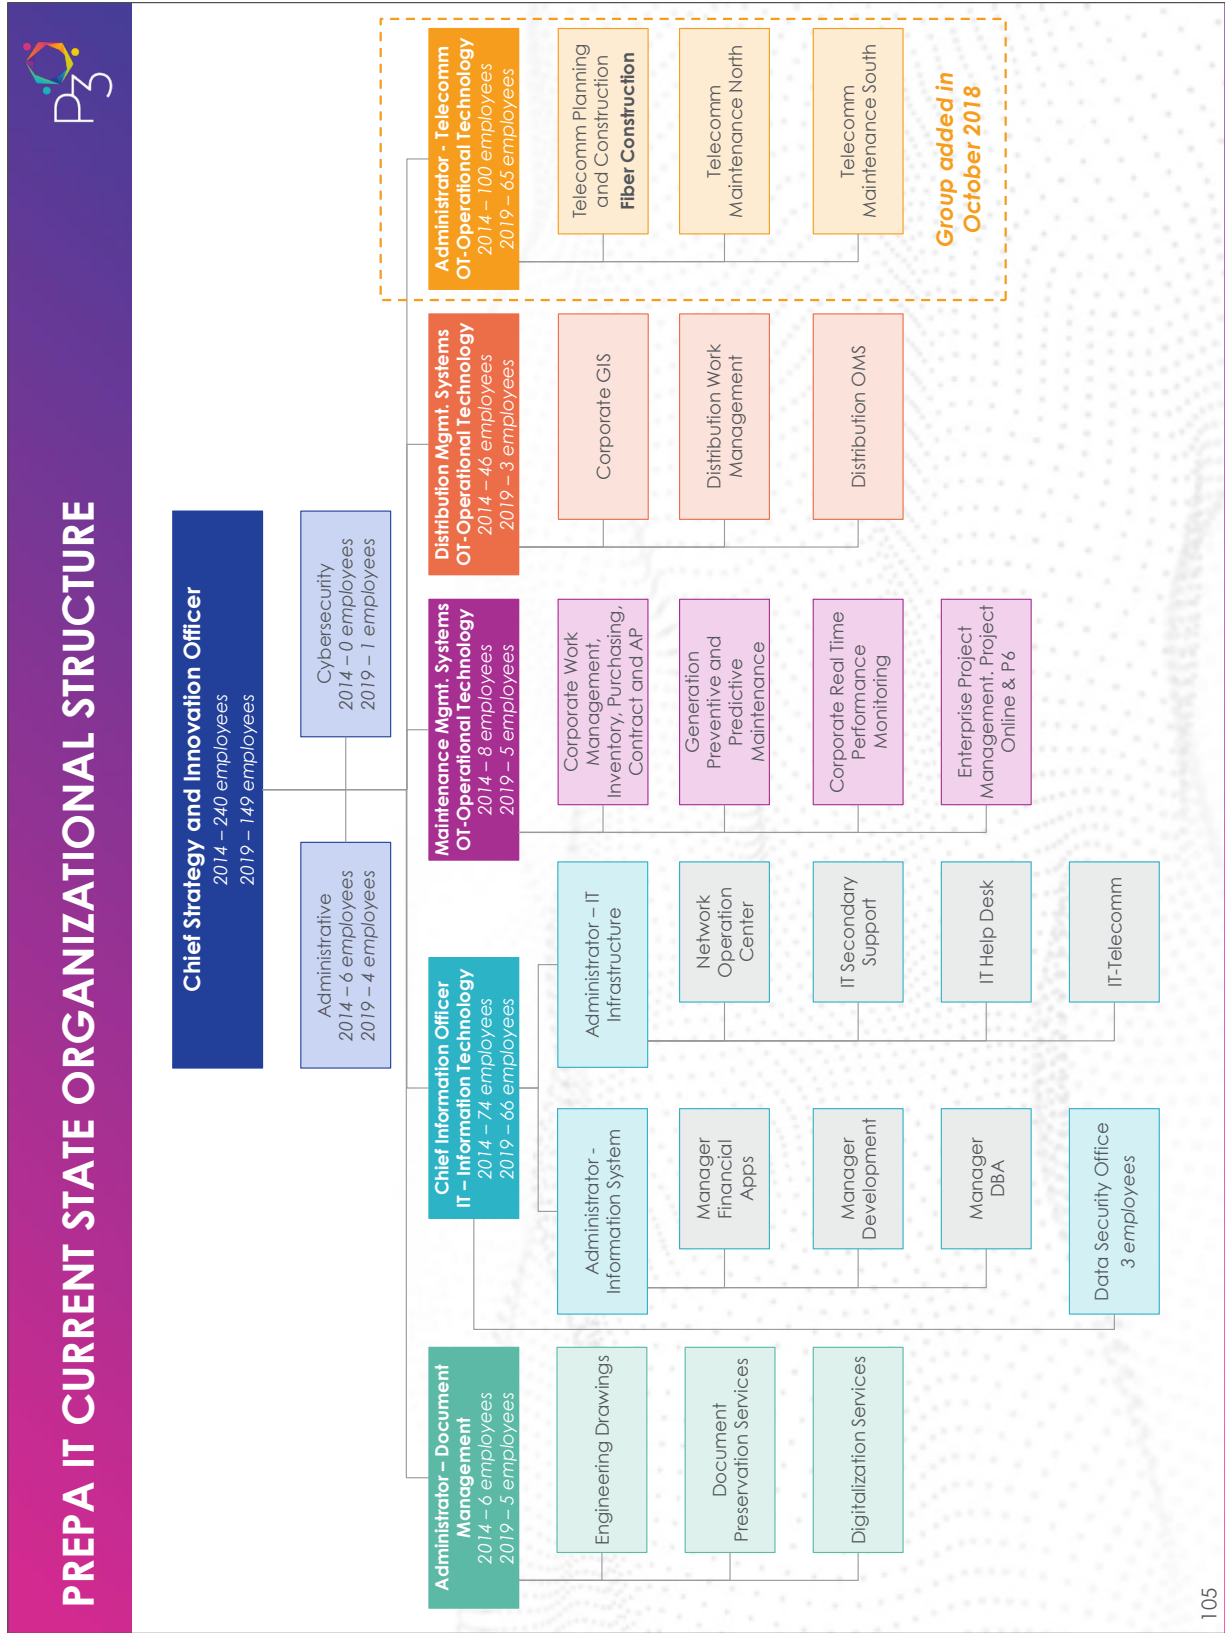 PREPA IT CURRENT STATE ORGANIZATIONAL STRUCTURE
P3
Chief Strategy and Innovation Officer
2014 – 240 employees
2019 – 149 employees
Administrative
2014 – 6 employees
2019 – 4 employees
Cybersecurity
2014 – 0 employees
2019 – 1 employees
Administrator – Document
Management
2014 – 6 employees
2019 – 5 employees
Engineering Drawings
Document
Preservation Services
Digitalization Services
Chief Information Officer
IT – Information Technology
2014 – 74 employees
2019 – 66 employees
Administrator -
Information System
Manager
Financial
Apps
Manager
Development
Manager
DBA
Data Security Office
3 employees
Administrator – IT
Infrastructure
Network
Operation
Center
IT Secondary
Support
IT Help Desk
IT-Telecomm
Maintenance Mgmt. Systems
OT-Operational Technology
2014 – 8 employees
2019 – 5 employees
Corporate Work
Management,
Inventory, Purchasing,
Contract and AP
Generation
Preventive and
Predictive
Maintenance
Corporate Real Time
Performance
Monitoring
Enterprise Project
Management. Project
Online & P6
Distribution Mgmt. Systems
OT-Operational Technology
2014 – 46 employees
2019 – 3 employees
Corporate GIS
Distribution Work
Management
Distribution OMS
Administrator - Telecomm
OT-Operational Technology
2014 – 100 employees
2019 – 65 employees
Telecomm Planning
and Construction
Fiber Construction
Telecomm
Maintenance North
Telecomm
Maintenance South
Group added in
October 2018
105